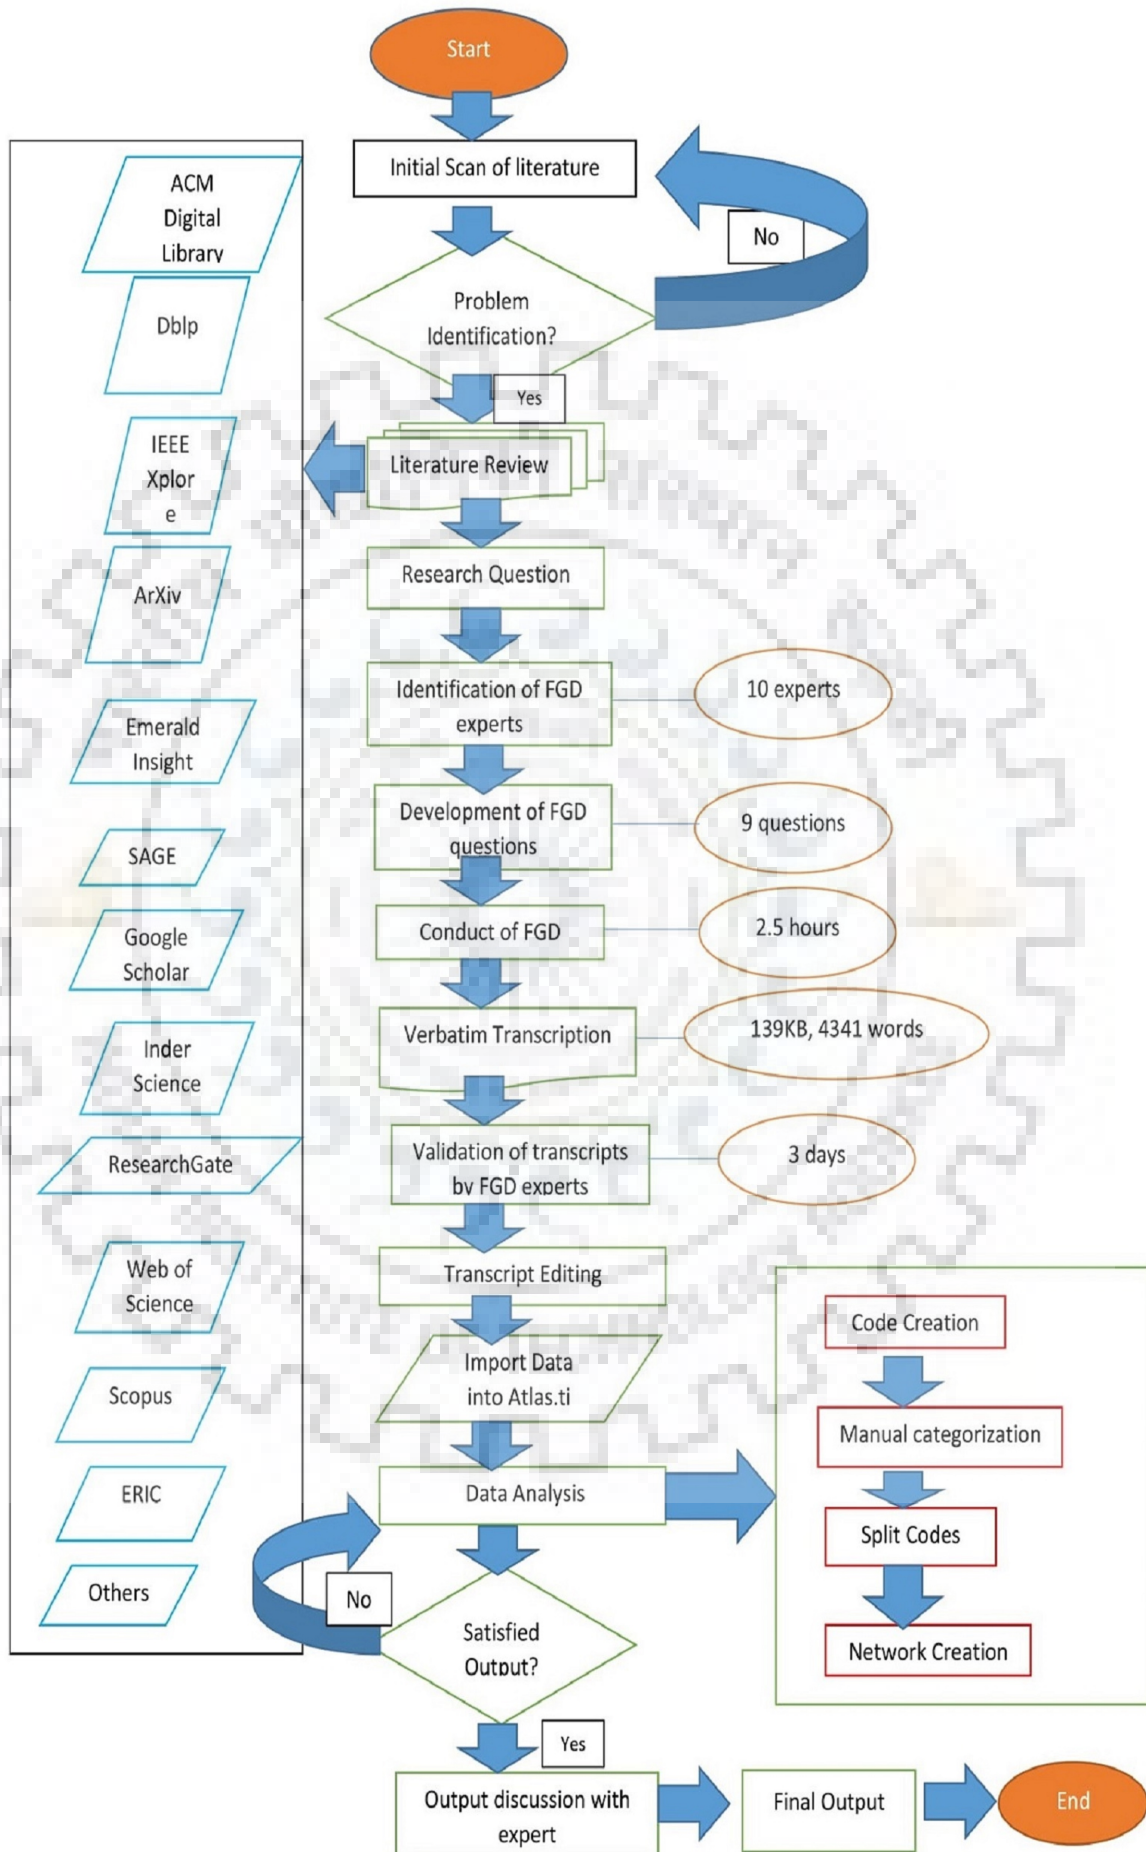 Start
Initial Scan of literature
No
Problem
Identification?
Yes
Literature Review
ACM
Digital
Library
Dblp
IEEE
Xplor
e
ArXiv
Emerald
Insight
SAGE
Google
Scholar
Inder
Science
ResearchGate
Web of
Science
Scopus
ERIC
Others
Research Question
Identification of FGD
experts
10 experts
Development of FGD
questions
9 questions
Conduct of FGD
2.5 hours
Verbatim Transcription
139KB, 4341 words
Validation of transcripts
by FGD experts
3 days
Transcript Editing
Import Data
into Atlas.ti
Data Analysis
Code Creation
Manual categorization
Split Codes
Network Creation
No
Satisfied
Output?
Yes
Output discussion with
expert
Final Output
End